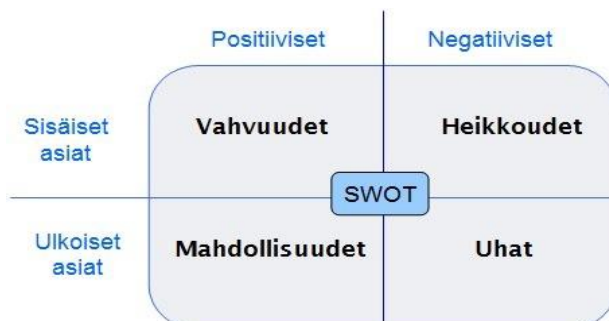 Positiiviset
Negatiiviset
Sisäiset
asiat
Vahvuudet
Heikkoudet
SWOT
Ulkoiset
asiat
Mahdollisuudet
Uhat